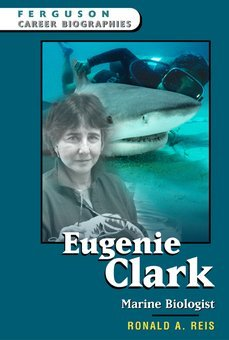 FERGUSON
CAREER BIOGRAPHIES
Eugenie
Clark
Marine Biologist
RONALD A. REIS